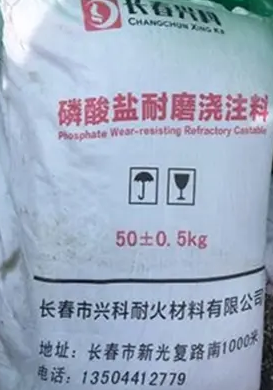 长春兴科
CHANGCHUN XING KE
磷酸盐耐磨浇注料
Phosphate Wear-resisting Refractory Castable
50±0.5kg
长春市兴科耐火材料有限公司
地址：长春市新光复路南1000米
电话：13504412779